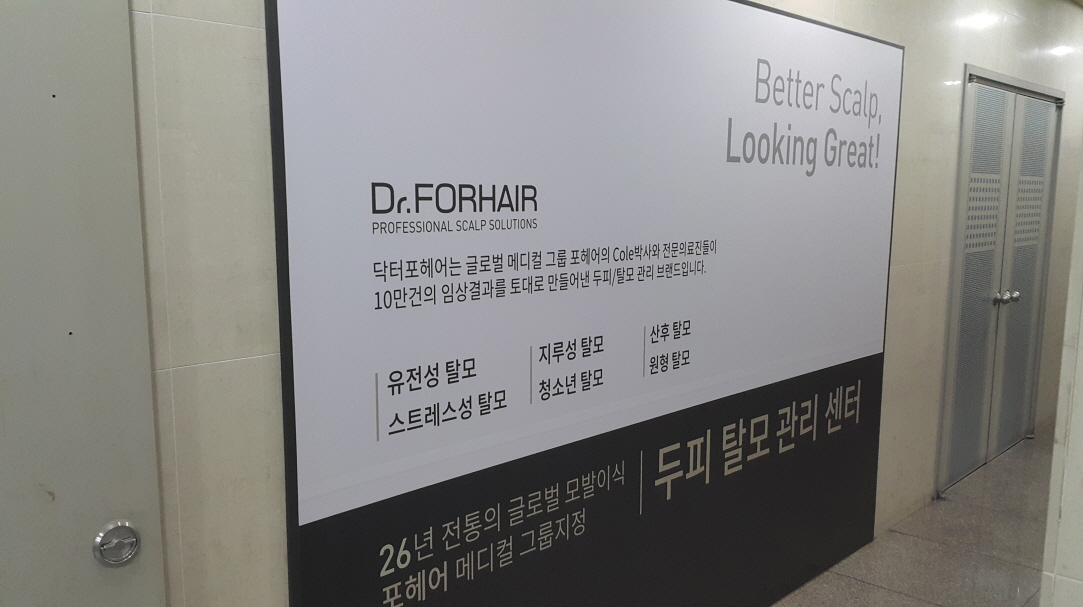 Better Scalp,
Looking Great!
Dr.FORHAIR
PROFESSIONAL SCALP SOLUTIONS
닥터포헤어는 글로벌 메디컬 그룹 포헤어의 Cole박사와 전문의료진들이
10만건의 임상결과를 토대로 만들어낸 두피/탈모 관리 브랜드입니다.
유전성 탈모
스트레스성 탈모
지루성 탈모
청소년 탈모
산후 탈모
원형 탈모
26년 전통의 글로벌 모발이식
포헤어 메디컬 그룹지정
두피 탈모 관리 센터